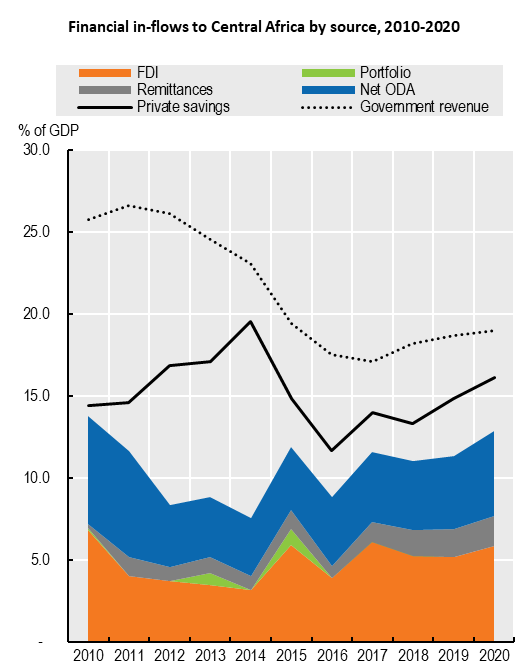 Financial in-flows to Central Africa by source, 2010-2020
FDI Portfolio
Remittances Net ODA
Private savings Government revenue
% of GDP
30.0
25.0
20.0
15.0
10.0
5.0
-
2010 2011 2012 2013 2014 2015 2016 2017 2018 2019 2020